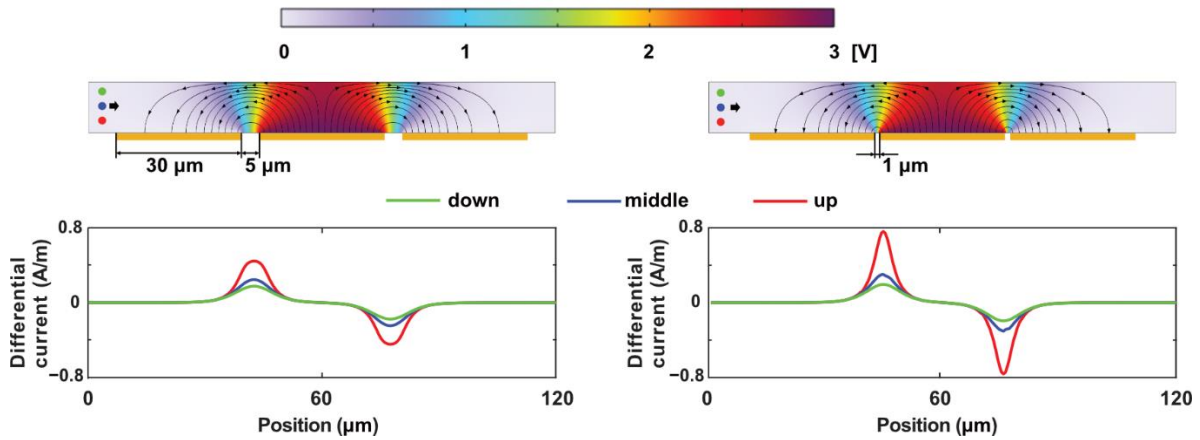 0 1 2 3 [V]
30 µm 5 µm
1 µm
down middle up
Differential current (A/m)
0.8
0
−0.8
0 60 120
Position (µm)
Differential current (A/m)
0.8
0
−0.8
0 60 120
Position (µm)